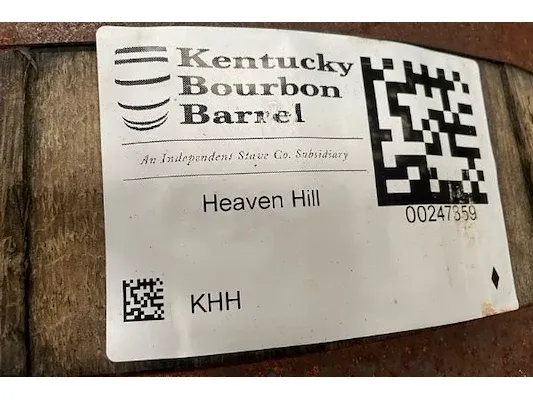 Kentucky
Bourbon
Barrel
An Independent Stave Co. Subsidiary
Heaven Hill
00247359
KHH